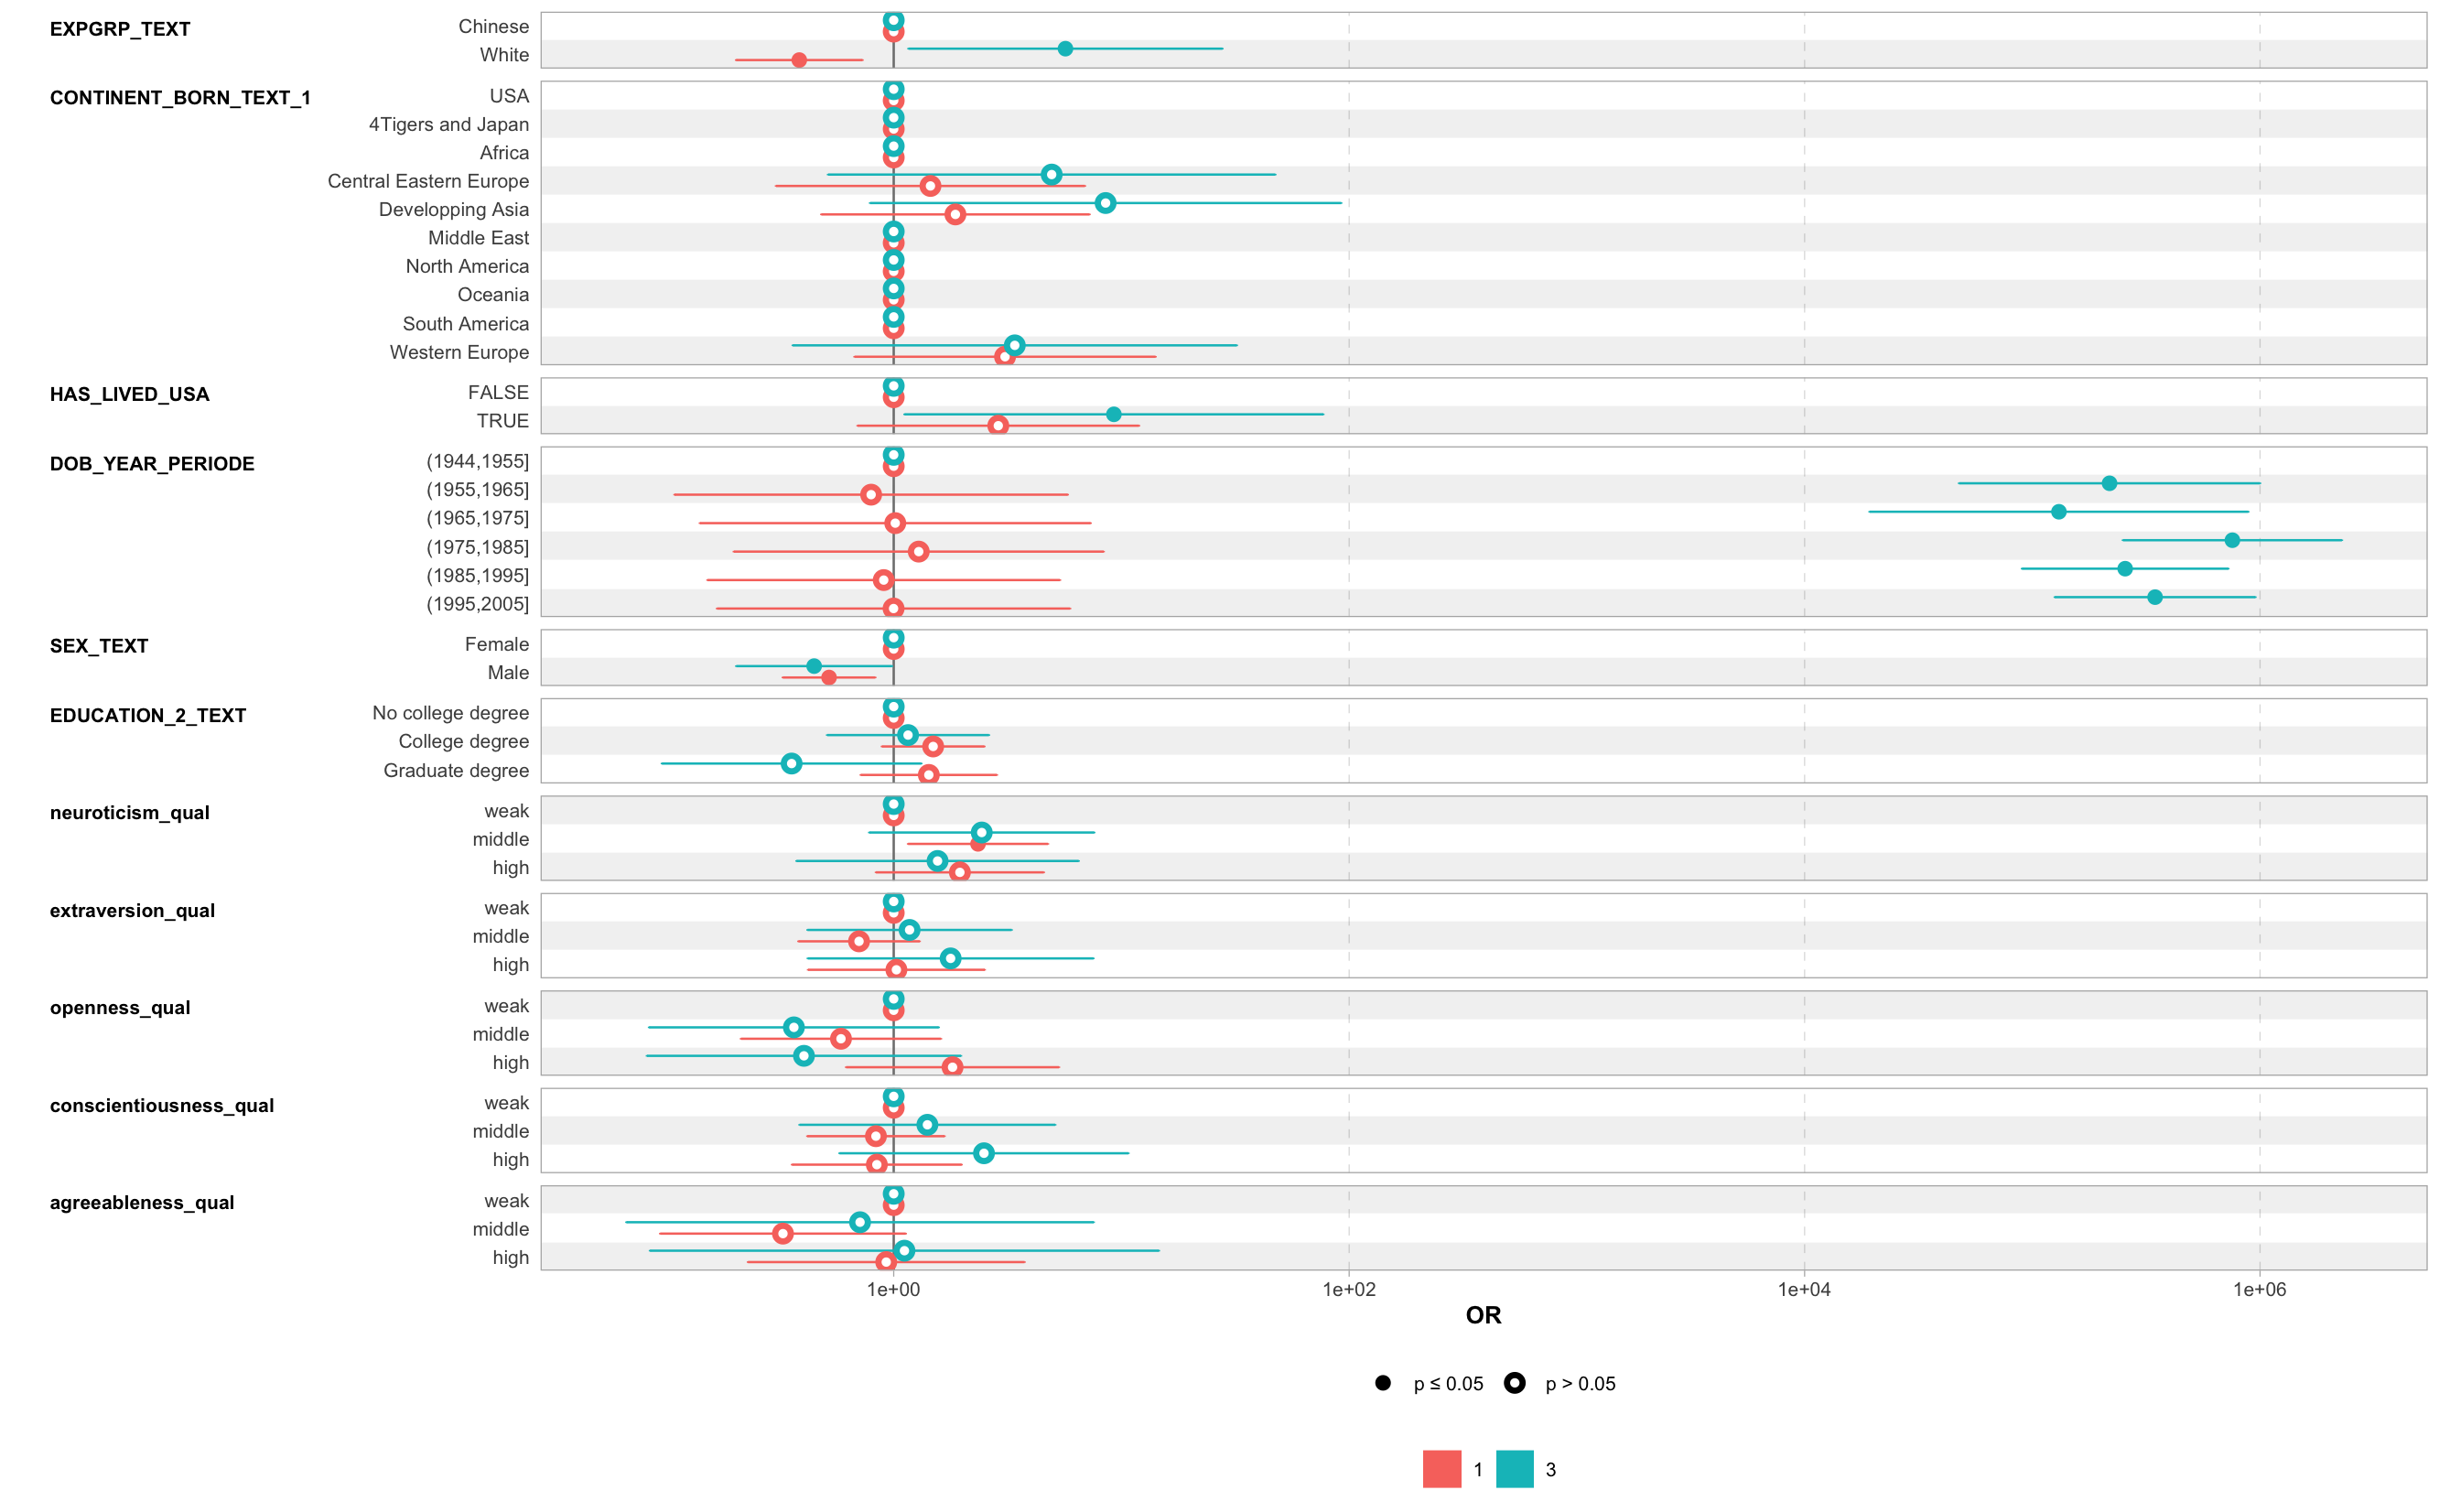 EXPGRP_TEXT
Chinese
White
CONTINENT_BORN_TEXT_1
USA
4Tigers and Japan
Africa
Central Eastern Europe
Developping Asia
Middle East
North America
Oceania
South America
Western Europe
HAS_LIVED_USA
FALSE
TRUE
DOB_YEAR_PERIODE
(1944,1955]
(1955,1965]
(1965,1975]
(1975,1985]
(1985,1995]
(1995,2005]
SEX_TEXT
Female
Male
EDUCATION_2_TEXT
No college degree
College degree
Graduate degree
neuroticism_qual
weak
middle
high
extraversion_qual
weak
middle
high
openness_qual
weak
middle
high
conscientiousness_qual
weak
middle
high
agreeableness_qual
weak
middle
high
1e+00 1e+02 1e+04 1e+06
OR
p ≤ 0.05 p > 0.05
1 3